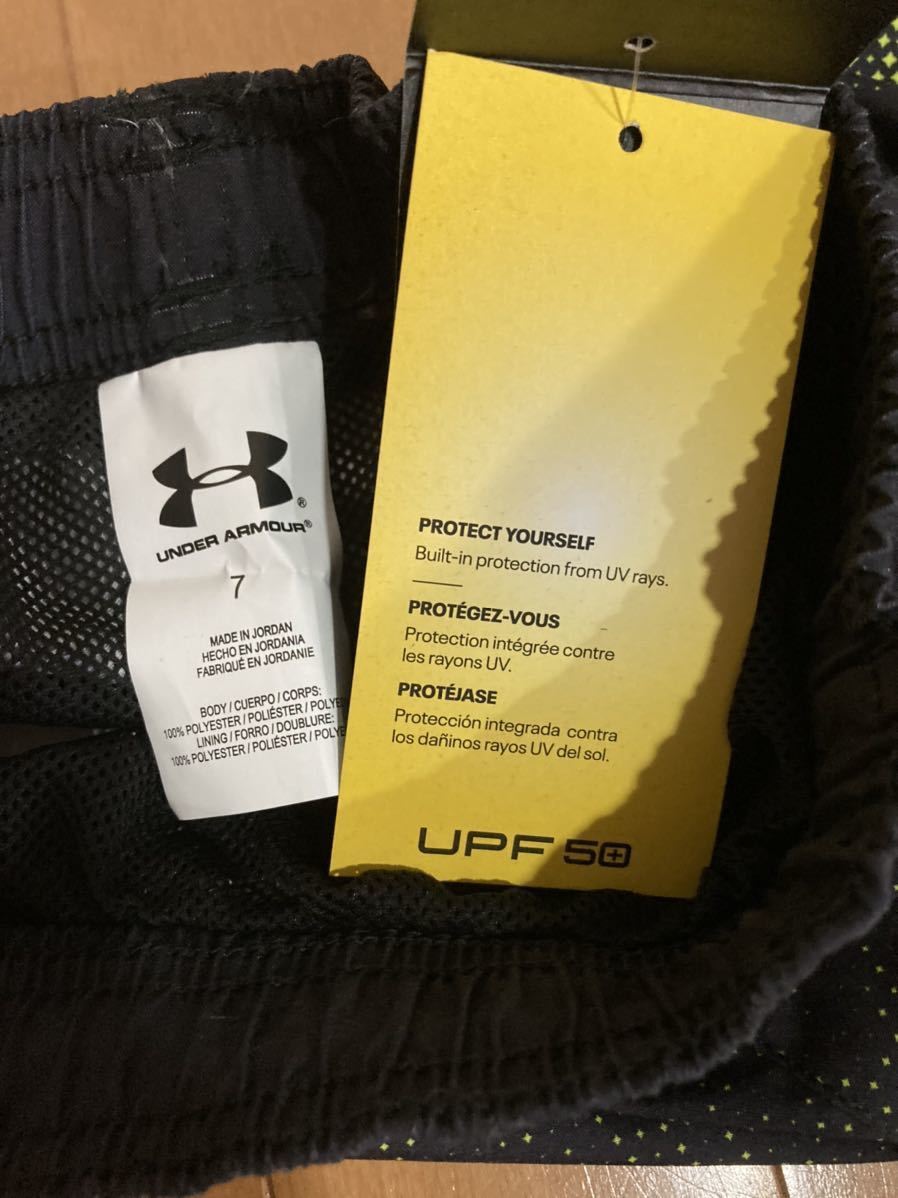 UNDER ARMOUR®
7
MADE IN JORDAN
HECHO EN JORDANIA
FABRIQUÉ EN JORDANIE
BODY / CUERPO / CORPS:
100% POLYESTER / POLIÉSTER /
LINING / FORRO / DOUBLURE:
100% POLYESTER / POLIÉSTER /
PROTECT YOURSELF
Built-in protection from UV rays.
PROTÉGEZ-VOUS
Protection intégrée contre
les rayons UV.
PROTÉJASE
Protección integrada contra
los dañinos rayos UV del sol.
UPF 50+